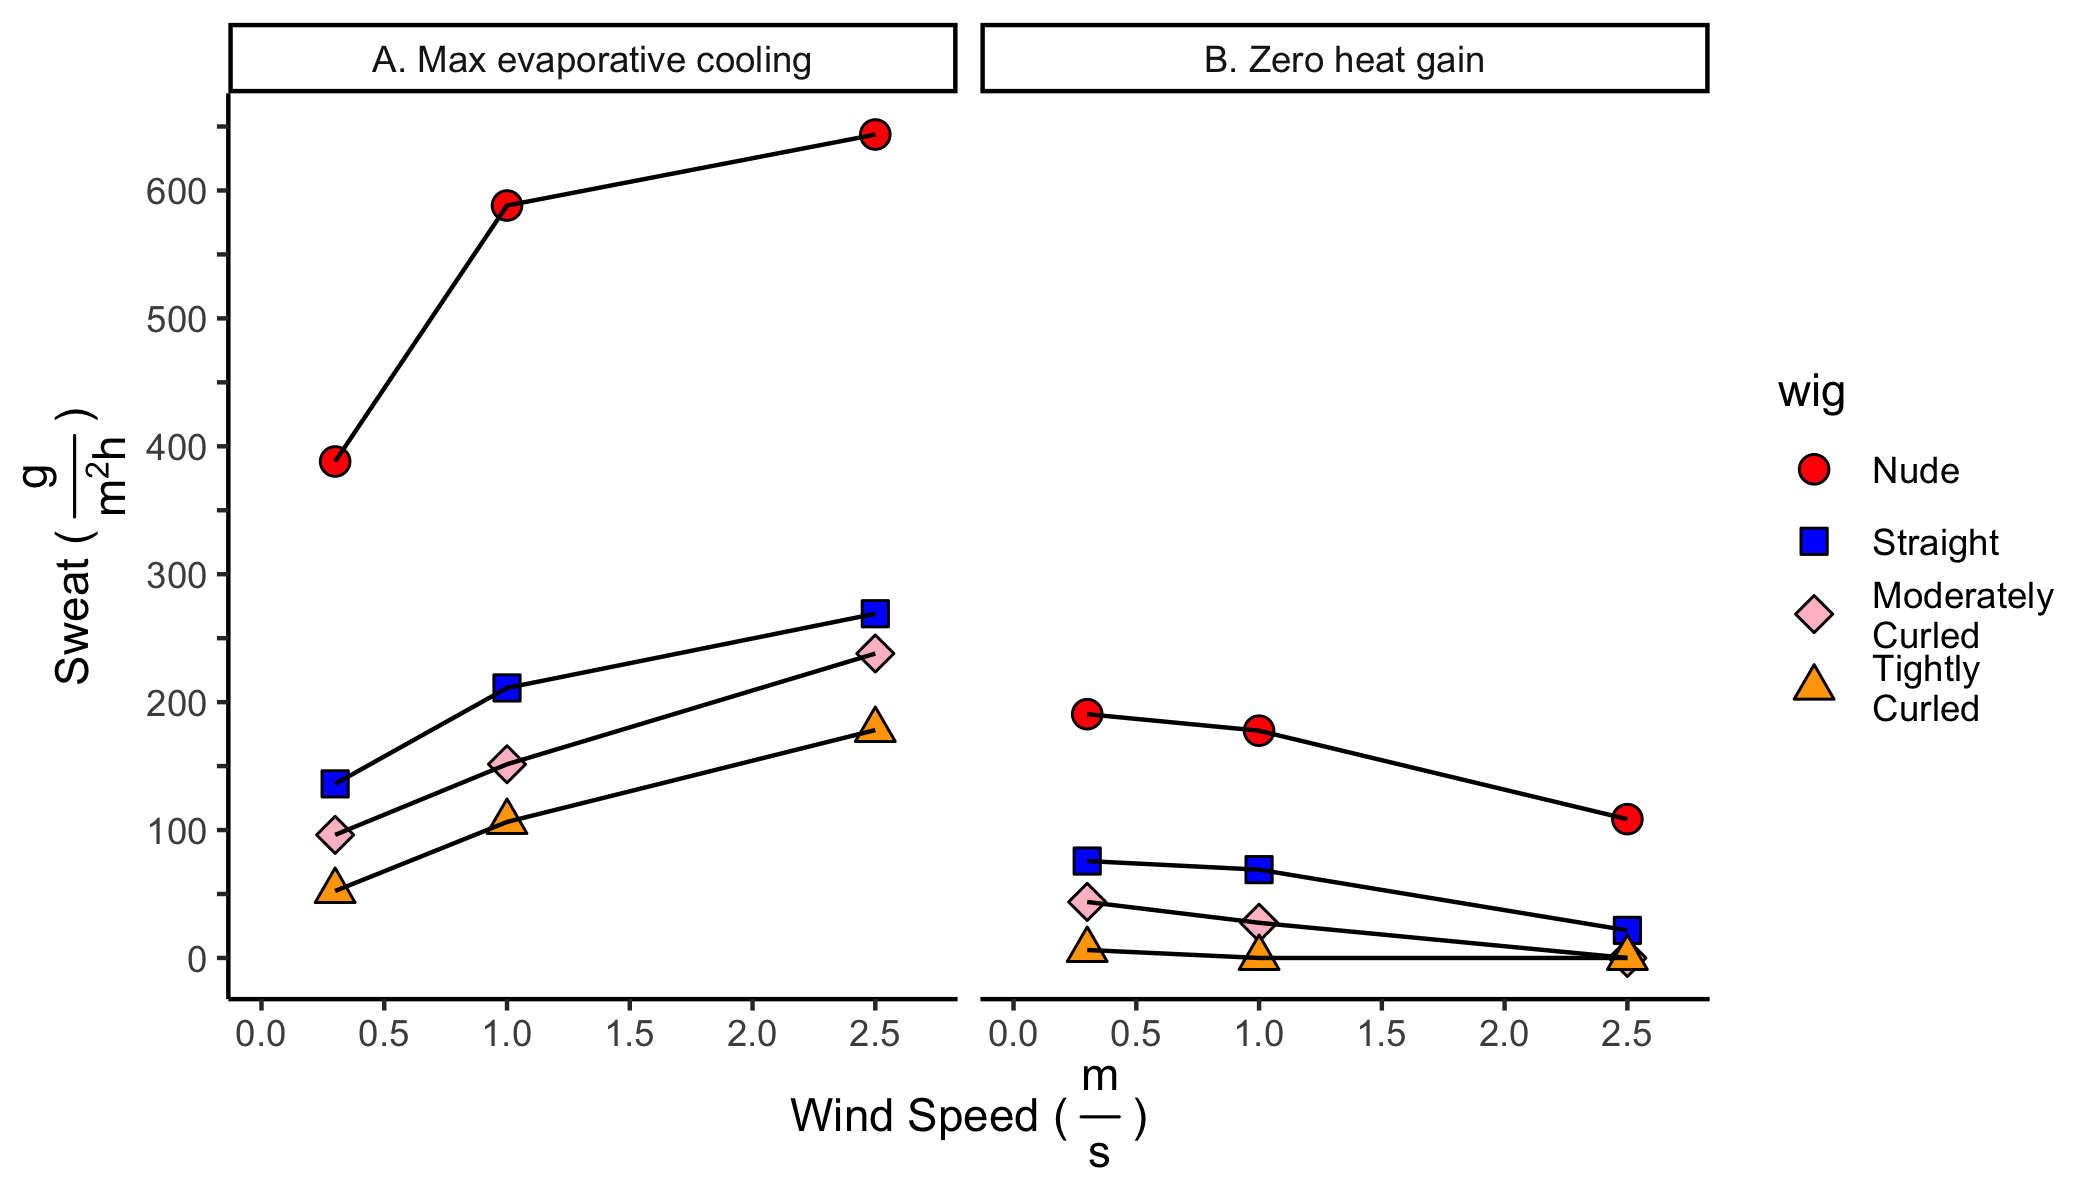 A. Max evaporative cooling
B. Zero heat gain
600
500
400
300
200
100
0
Sweat ( g / m²h )
0.0 0.5 1.0 1.5 2.0 2.5
0.0 0.5 1.0 1.5 2.0 2.5
Wind Speed ( m / s )
wig
Nude
Straight
Moderately
Curled
Tightly
Curled